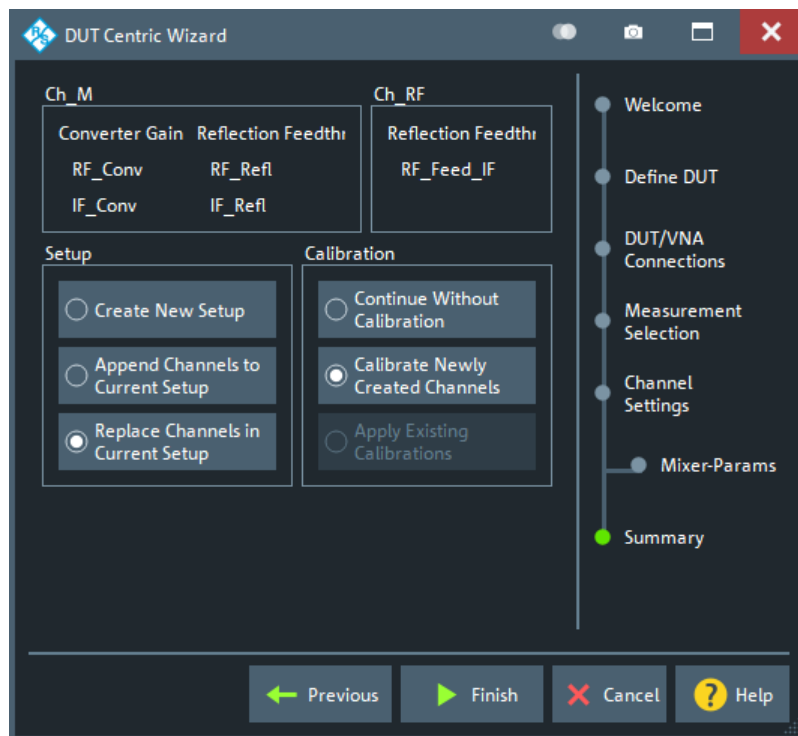 DUT Centric Wizard
Ch_M
Converter Gain Reflection Feedthr
RF_Conv RF_Refl
IF_Conv IF_Refl
Ch_RF
Reflection Feedthr
RF_Feed_IF
Setup
Create New Setup
Append Channels to
Current Setup
Replace Channels in
Current Setup
Calibration
Continue Without
Calibration
Calibrate Newly
Created Channels
Apply Existing
Calibrations
Welcome
Define DUT
DUT/VNA
Connections
Measurement
Selection
Channel
Settings
Mixer-Params
Summary
Previous
Finish
Cancel
? Help